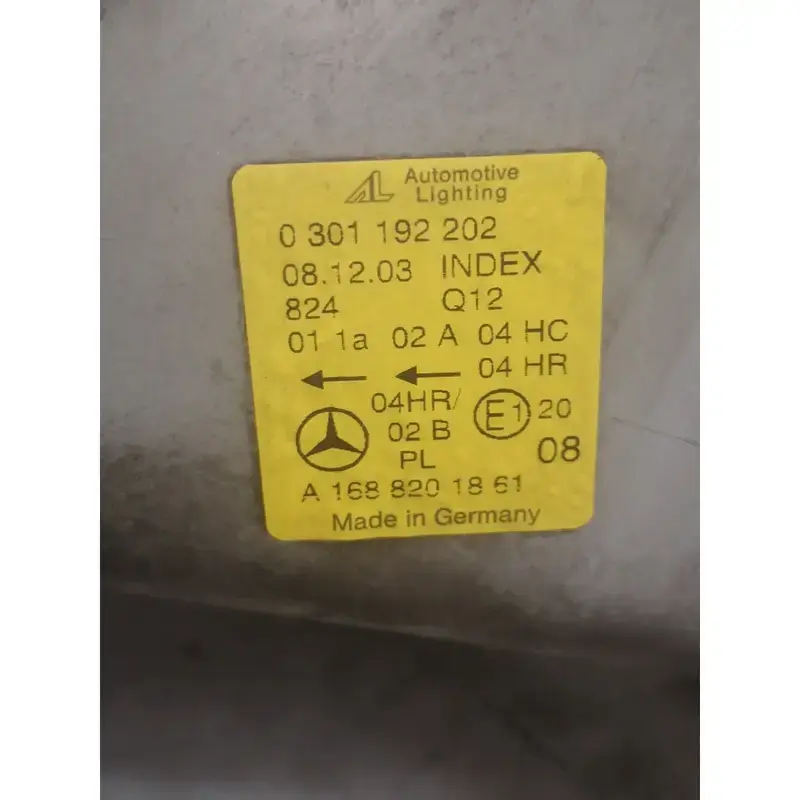 AL Automotive
Lighting
0 301 192 202
08.12.03 INDEX
824 Q12
01 1a 02 A 04 HC
← ← 04 HR
04HR/ E1 20
02 B
PL 08
A 168 820 18 61
Made in Germany